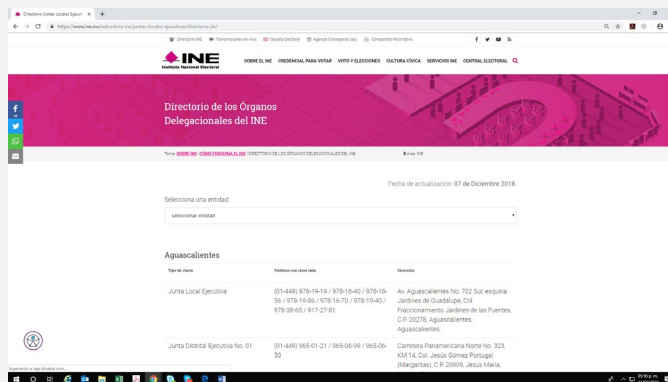 Directorio Juntas Locales Ejecuti
https://www.ine.mx/estructura-ine/juntas-locales-ejecutivas/directorio-jle/
Directorio INE
Transmisiones en vivo
Gaceta Electoral
Agenda Consejeros (as)
Compendio Normativo
INE
Instituto Nacional Electoral
SOBRE EL INE CREDENCIAL PARA VOTAR VOTO Y ELECCIONES CULTURA CÍVICA SERVICIOS INE CENTRAL ELECTORAL
Directorio de los Órganos
Delegacionales del INE
Tema: SOBRE INE | CÓMO FUNCIONA EL INE | DIRECTORIO DE LOS ÓRGANOS DELEGACIONALES DEL INE
Área: INE
Fecha de actualización: 07 de Diciembre 2018.
Selecciona una entidad:
seleccionar entidad
Aguascalientes
Tipo de Junta
Teléfono con clave lada
Dirección
Junta Local Ejecutiva
(01-449) 978-19-19 / 978-18-40 / 978-18-
56 / 978-19-86 / 978-16-70 / 978-19-40 /
978-38-65 / 917-27-81
Av. Aguascalientes No. 702 Sur, esquina
Jardines de Guadalupe, Col.
Fraccionamiento Jardines de las Fuentes,
C.P. 20278, Aguascalientes,
Aguascalientes.
Junta Distrital Ejecutiva No. 01
(01-449) 965-01-21 / 965-06-99 / 965-06-
50
Carretera Panamericana Norte No. 323,
KM 14, Col. Jesús Gómez Portugal
(Margaritas), C.P. 20909, Jesús María,